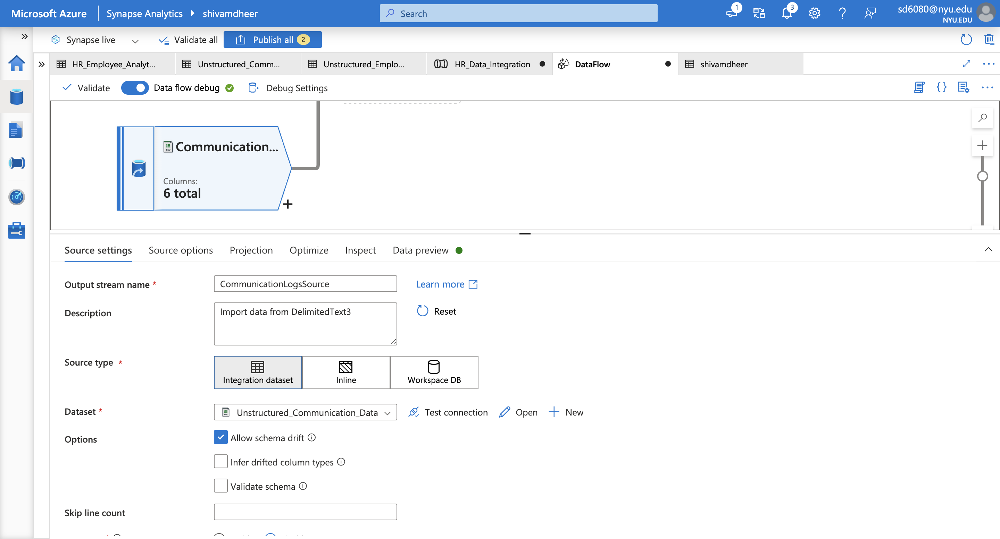 Microsoft Azure Synapse Analytics shivamdheer Search 1 3 sd6080@nyu.edu
NYU.EDU
Synapse live Validate all Publish all 2
HR_Employee_Analyt... Unstructured_Comm... Unstructured_Emplo... HR_Data_Integration DataFlow shivamdheer
Validate Data flow debug Debug Settings
CSV Communication...
Columns:
6 total
Source settings Source options Projection Optimize Inspect Data preview
Output stream name * CommunicationLogsSource Learn more
Description Import data from DelimitedText3 Reset
Source type *
Integration dataset Inline Workspace DB
Dataset * Unstructured_Communication_Data Test connection Open New
Options Allow schema drift
Infer drifted column types
Validate schema
Skip line count